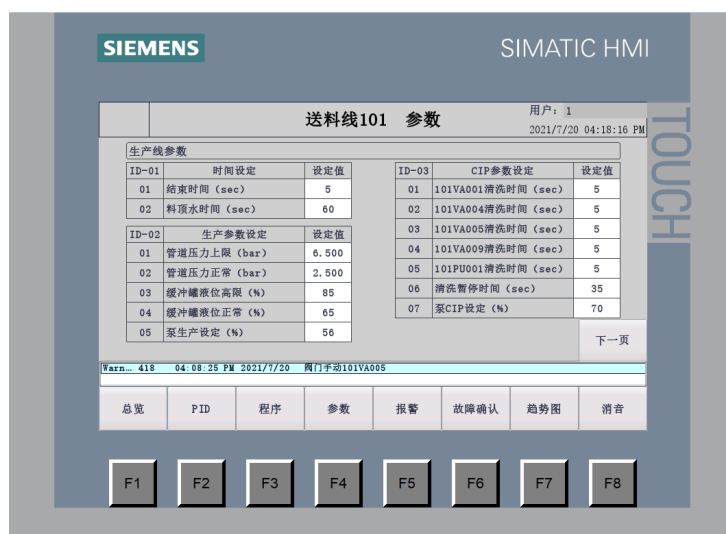 SIEMENS
SIMATIC HMI
TOUCH
送料线101 参数
用户: 1
2021/7/20 04:18:16 PM
生产线参数
ID-01 时间设定 设定值
01 结束时间 (sec) 5
02 料顶水时间 (sec) 60
ID-02 生产参数设定 设定值
01 管道压力上限 (bar) 6.500
02 管道压力正常 (bar) 2.500
03 缓冲罐液位高限 (%) 85
04 缓冲罐液位正常 (%) 65
05 泵生产设定 (%) 56
ID-03 CIP参数设定 设定值
01 101VA001清洗时间 (sec) 5
02 101VA004清洗时间 (sec) 5
03 101VA005清洗时间 (sec) 5
04 101VA009清洗时间 (sec) 5
05 101PU001清洗时间 (sec) 5
06 清洗暂停时间 (sec) 35
07 泵CIP设定 (%) 70
下一页
Warn… 418 04:08:25 PM 2021/7/20 阀门手动101VA005
总览 PID 程序 参数 报警 故障确认 趋势图 消音
F1 F2 F3 F4 F5 F6 F7 F8